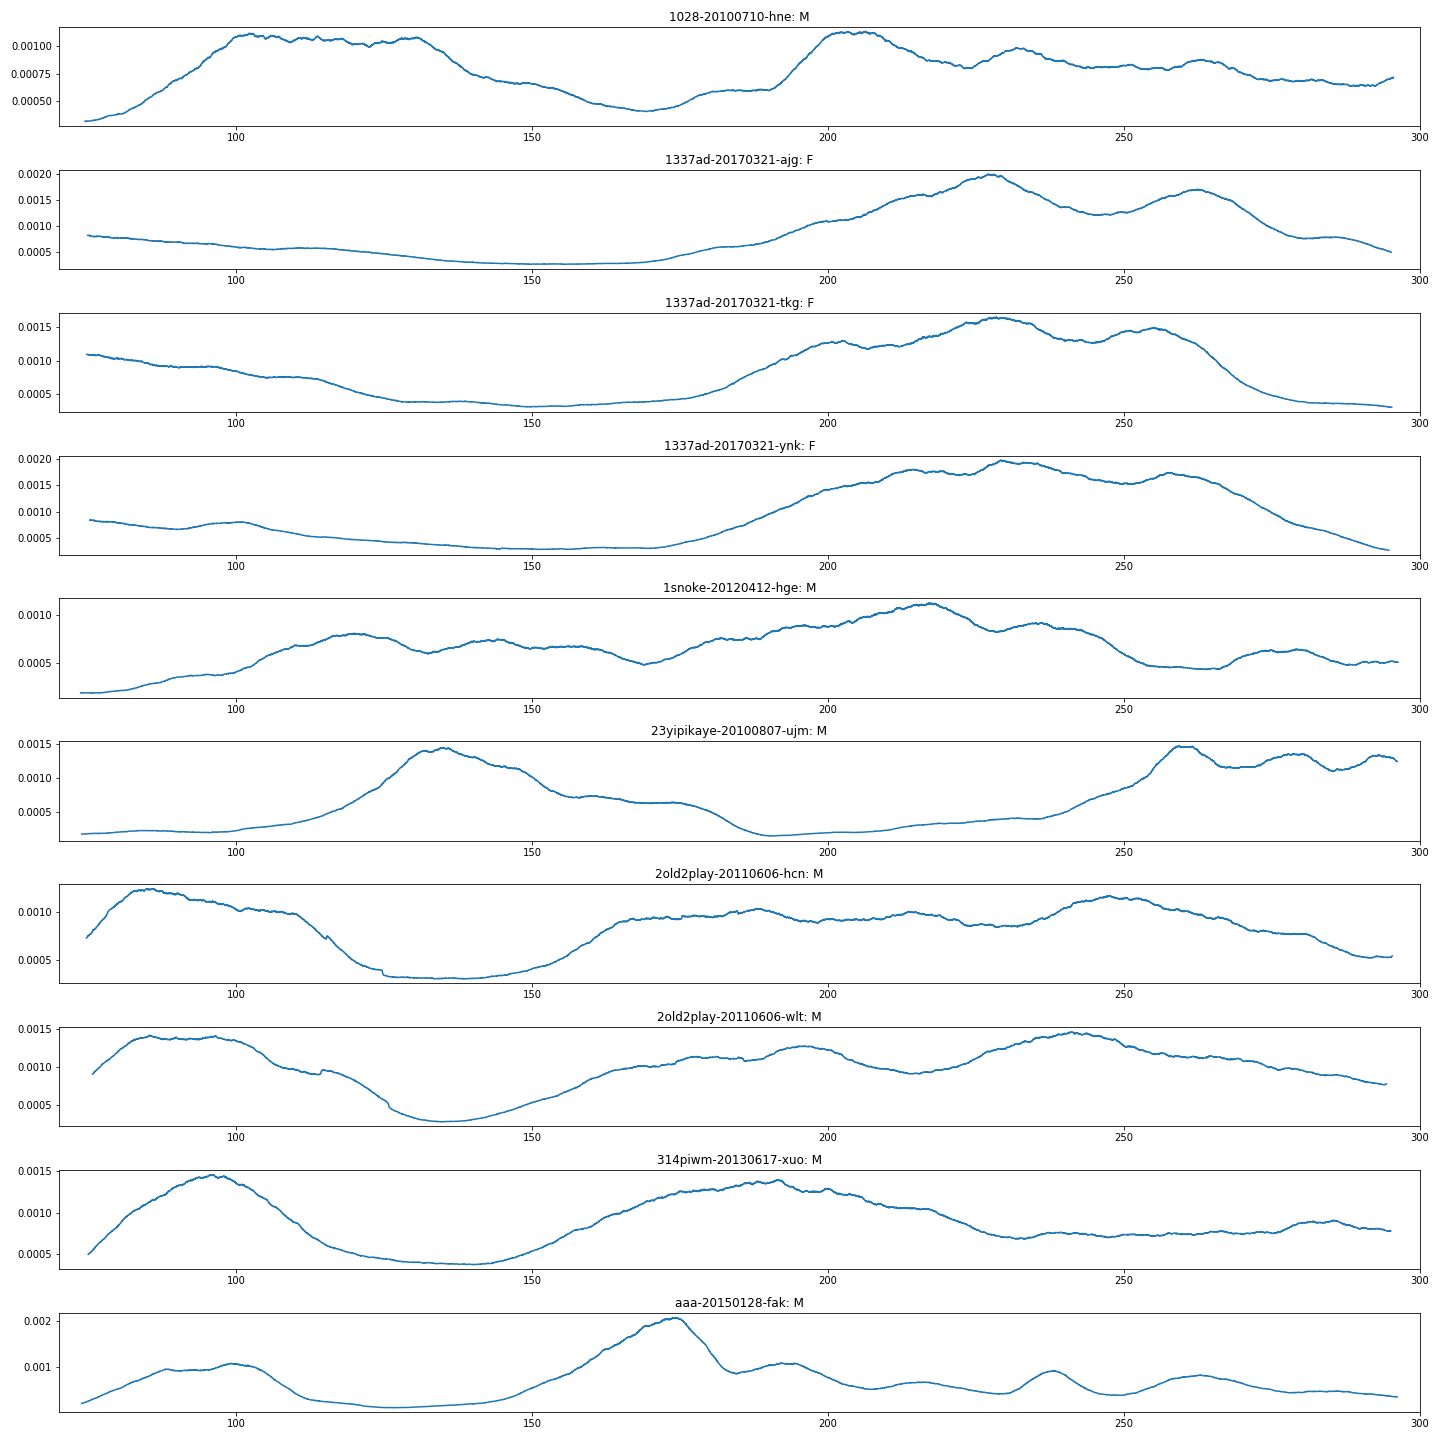 1028-20100710-hne: M
0.00100
0.00075
0.00050
100 150 200 250 300
1337ad-20170321-ajg: F
0.0020
0.0015
0.0010
0.0005
100 150 200 250 300
1337ad-20170321-tkg: F
0.0015
0.0010
0.0005
100 150 200 250 300
1337ad-20170321-ynk: F
0.0020
0.0015
0.0010
0.0005
100 150 200 250 300
1snoke-20120412-hge: M
0.0010
0.0005
100 150 200 250 300
23yipikaye-20100807-ujm: M
0.0015
0.0010
0.0005
100 150 200 250 300
2old2play-20110606-hcn: M
0.0010
0.0005
100 150 200 250 300
2old2play-20110606-wlt: M
0.0015
0.0010
0.0005
100 150 200 250 300
314piwm-20130617-xuo: M
0.0015
0.0010
0.0005
100 150 200 250 300
aaa-20150128-fak: M
0.002
0.001
100 150 200 250 300